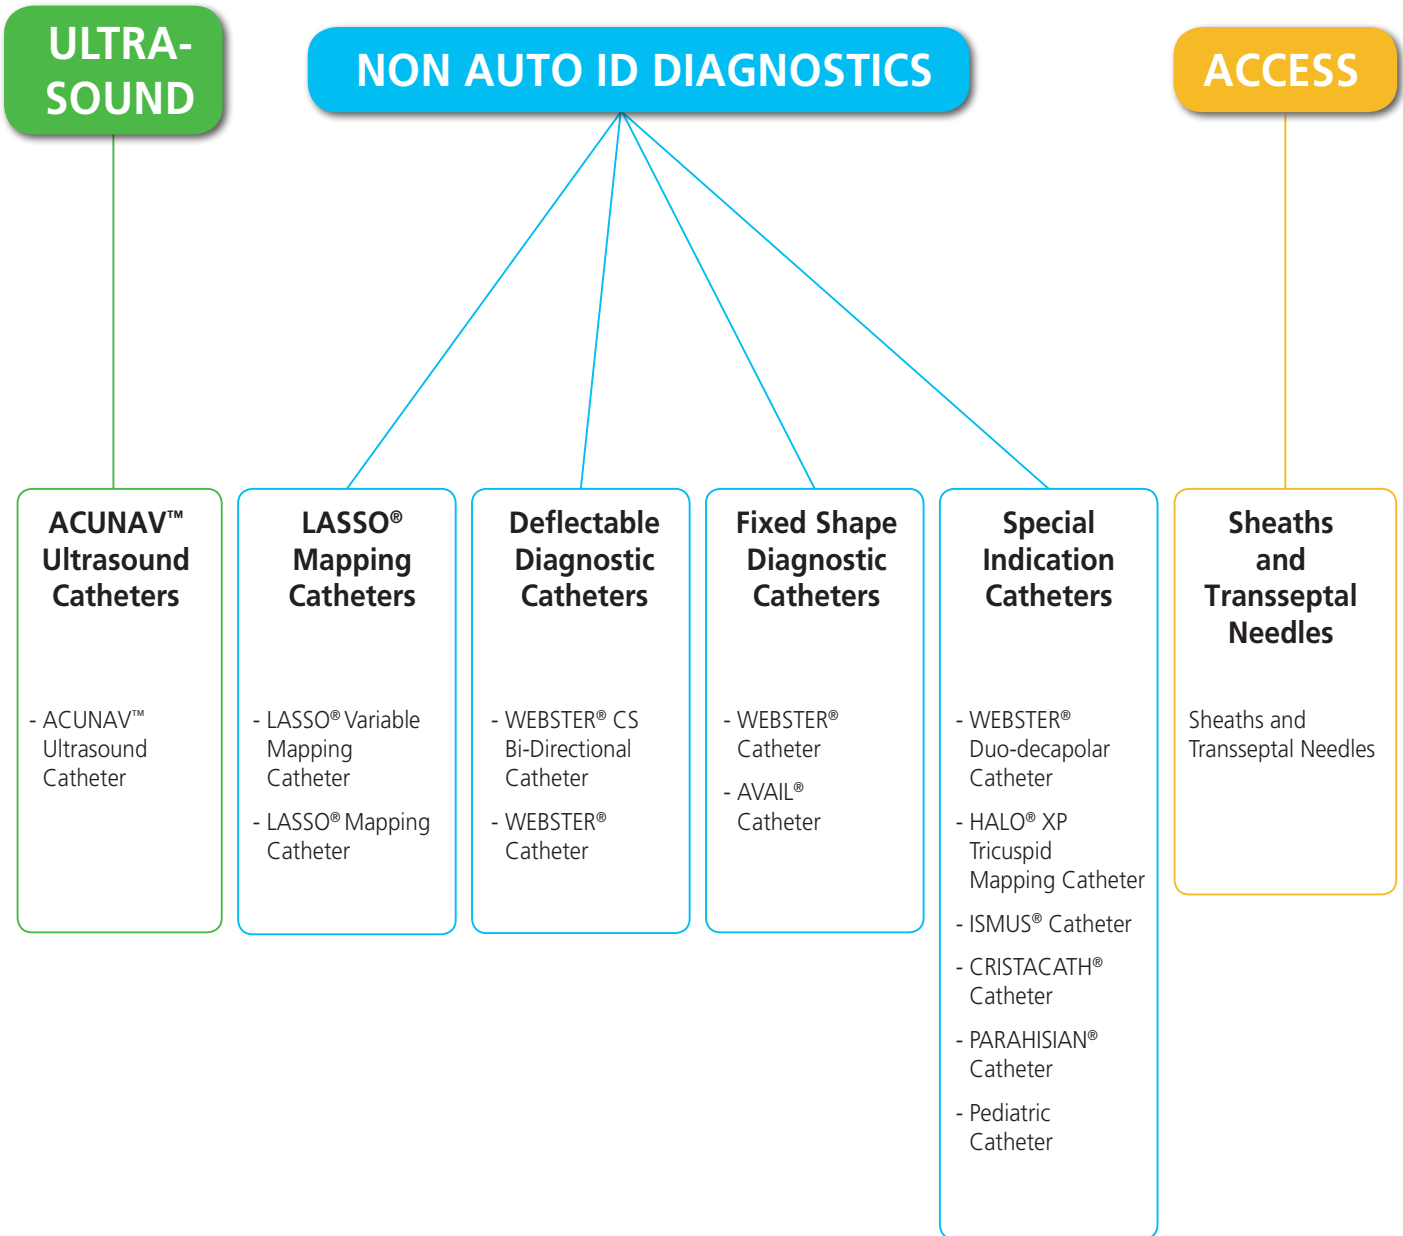 ULTRA-
SOUND
NON AUTO ID DIAGNOSTICS
ACCESS
ACUNAV™
Ultrasound
Catheters
- ACUNAV™
Ultrasound
Catheter
LASSO®
Mapping
Catheters
- LASSO® Variable
Mapping
Catheter
- LASSO® Mapping
Catheter
Deflectable
Diagnostic
Catheters
- WEBSTER® CS
Bi-Directional
Catheter
- WEBSTER®
Catheter
Fixed Shape
Diagnostic
Catheters
- WEBSTER®
Catheter
- AVAIL®
Catheter
Special
Indication
Catheters
- WEBSTER®
Duo-decapolar
Catheter
- HALO® XP
Tricuspid
Mapping Catheter
- ISMUS® Catheter
- CRISTACATH®
Catheter
- PARAHISIAN®
Catheter
- Pediatric
Catheter
Sheaths
and
Transseptal
Needles
Sheaths and
Transseptal Needles